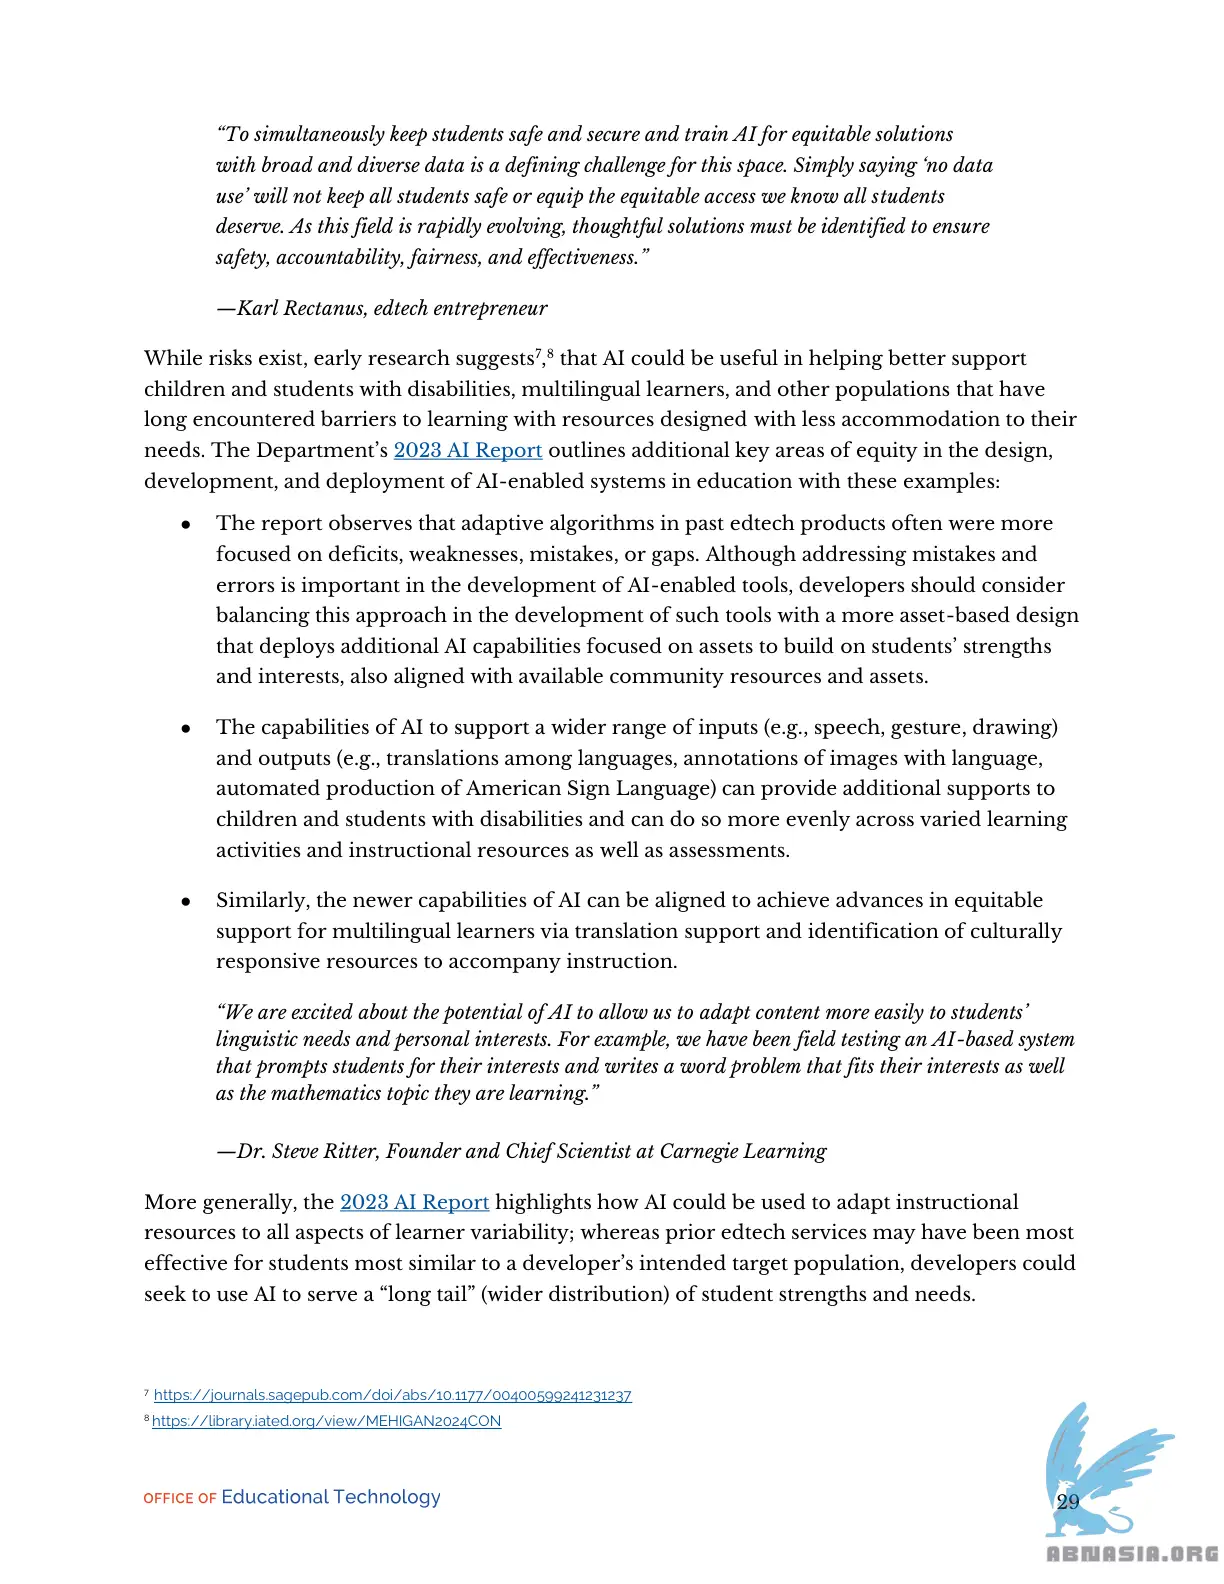 “To simultaneously keep students safe and secure and train AI for equitable solutions
with broad and diverse data is a defining challenge for this space. Simply saying ‘no data
use’ will not keep all students safe or equip the equitable access we know all students
deserve. As this field is rapidly evolving, thoughtful solutions must be identified to ensure
safety, accountability, fairness, and effectiveness.”
—Karl Rectanus, edtech entrepreneur
While risks exist, early research suggests⁷,⁸ that AI could be useful in helping better support
children and students with disabilities, multilingual learners, and other populations that have
long encountered barriers to learning with resources designed with less accommodation to their
needs. The Department’s 2023 AI Report outlines additional key areas of equity in the design,
development, and deployment of AI-enabled systems in education with these examples:
● The report observes that adaptive algorithms in past edtech products often were more
focused on deficits, weaknesses, mistakes, or gaps. Although addressing mistakes and
errors is important in the development of AI-enabled tools, developers should consider
balancing this approach in the development of such tools with a more asset-based design
that deploys additional AI capabilities focused on assets to build on students’ strengths
and interests, also aligned with available community resources and assets.
● The capabilities of AI to support a wider range of inputs (e.g., speech, gesture, drawing)
and outputs (e.g., translations among languages, annotations of images with language,
automated production of American Sign Language) can provide additional supports to
children and students with disabilities and can do so more evenly across varied learning
activities and instructional resources as well as assessments.
● Similarly, the newer capabilities of AI can be aligned to achieve advances in equitable
support for multilingual learners via translation support and identification of culturally
responsive resources to accompany instruction.
“We are excited about the potential of AI to allow us to adapt content more easily to students’
linguistic needs and personal interests. For example, we have been field testing an AI-based system
that prompts students for their interests and writes a word problem that fits their interests as well
as the mathematics topic they are learning.”
—Dr. Steve Ritter, Founder and Chief Scientist at Carnegie Learning
More generally, the 2023 AI Report highlights how AI could be used to adapt instructional
resources to all aspects of learner variability; whereas prior edtech services may have been most
effective for students most similar to a developer’s intended target population, developers could
seek to use AI to serve a “long tail” (wider distribution) of student strengths and needs.
⁷ https://journals.sagepub.com/doi/abs/10.1177/00400599241231237
⁸ https://library.iated.org/view/MEHIGAN2024CON
OFFICE OF Educational Technology
29
ABNASIA.ORG